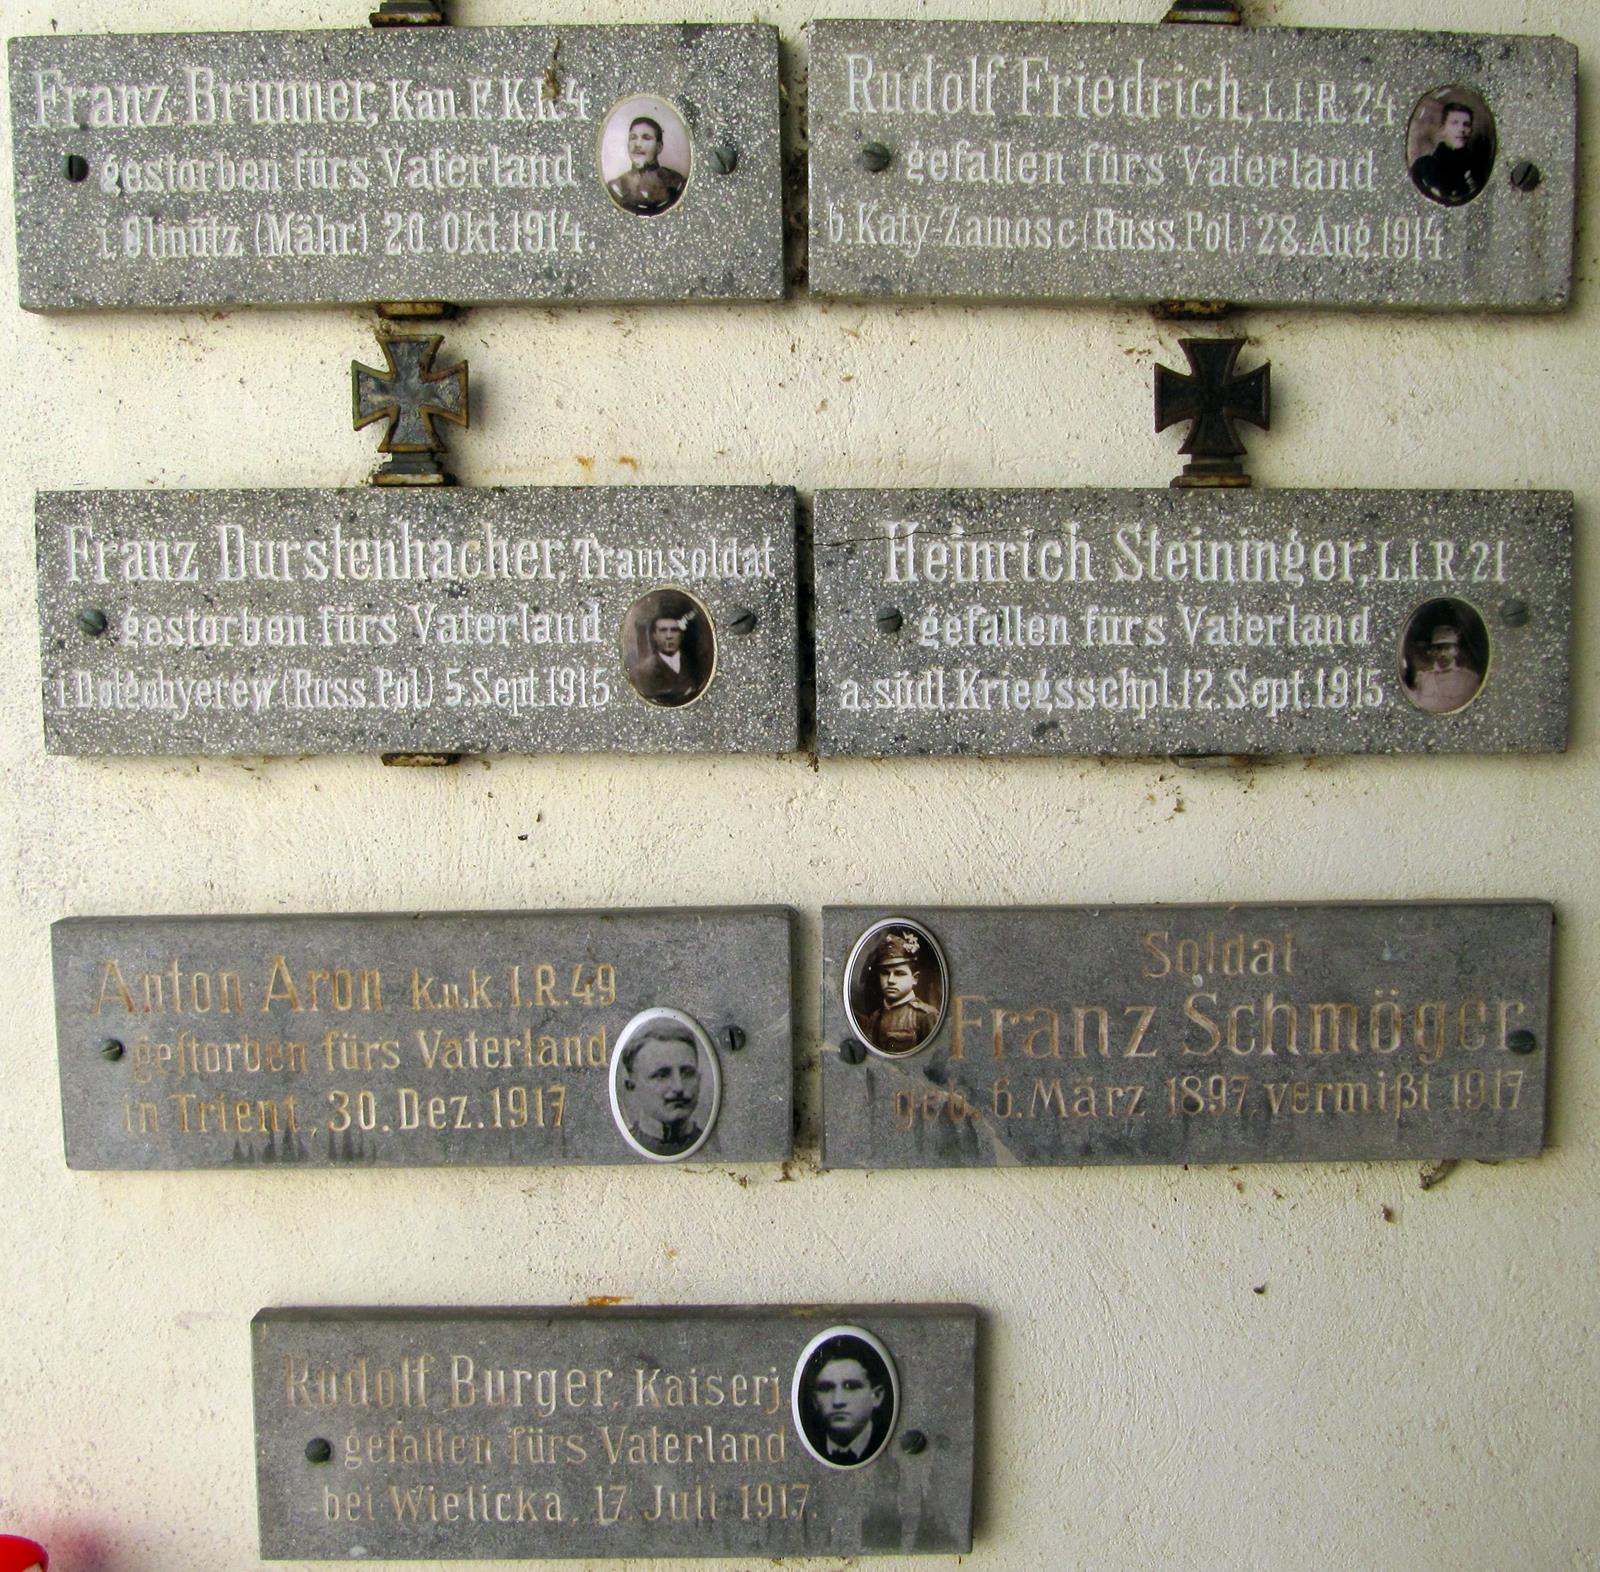 Franz Brunner, Kan. F.K.R. 4
gestorben fürs Vaterland
i. Olmütz (Mähr.) 20. Okt. 1914.
Rudolf Friedrich, L.I.R. 24
gefallen fürs Vaterland
b. Katy-Zamosc (Russ. Pol.) 28. Aug. 1914.
Franz Durstenhacher, Trainsoldat
gestorben fürs Vaterland
(Russ. Pol.) 5. Sept. 1915
Heinrich Steininger, L.I.R. 21
gefallen fürs Vaterland
a. südl. Kriegsschpl. 12. Sept. 1915
Anton Aron k.u.k. I.R. 49
geſtorben fürs Vaterland
in Trient, 30. Dez. 1917
Soldat
Franz Schmöger
geb. 6. März 1897, vermißt 1917
Rudolf Burger, Kaiserj.
gefallen fürs Vaterland
bei Wielicka, 17. Juli 1917.